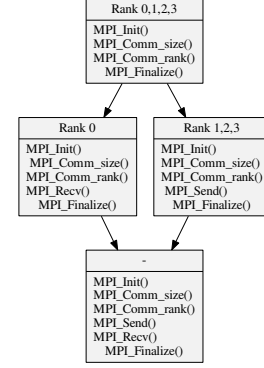 Rank 0,1,2,3
MPI_Init()
MPI_Comm_size()
MPI_Comm_rank()
MPI_Finalize()
Rank 0
MPI_Init()
MPI_Comm_size()
MPI_Comm_rank()
MPI_Recv()
MPI_Finalize()
Rank 1,2,3
MPI_Init()
MPI_Comm_size()
MPI_Comm_rank()
MPI_Send()
MPI_Finalize()
-
MPI_Init()
MPI_Comm_size()
MPI_Comm_rank()
MPI_Send()
MPI_Recv()
MPI_Finalize()